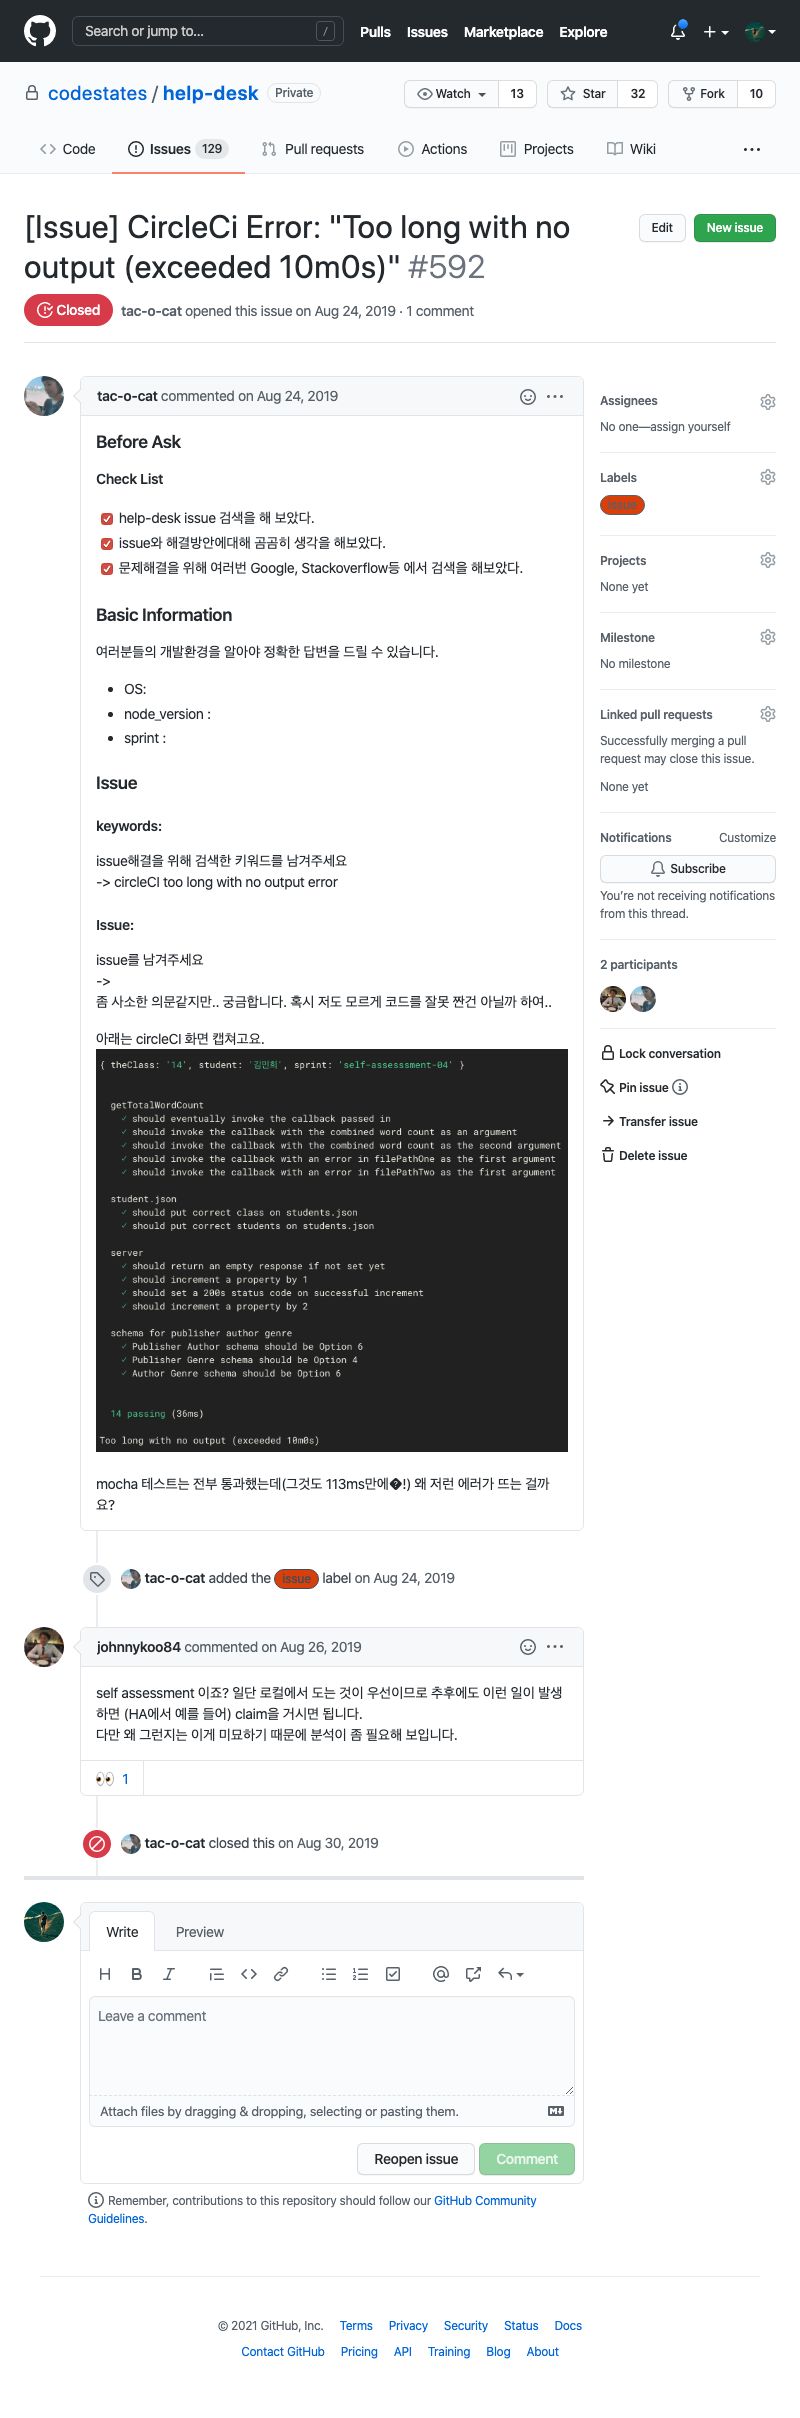 Search or jump to... /
Pulls Issues Marketplace Explore
codestates / help-desk Private
Watch 13 Star 32 Fork 10
Code Issues 129 Pull requests Actions Projects Wiki ...
[Issue] CircleCi Error: "Too long with no
output (exceeded 10m0s)" #592
Edit New issue
Closed tac-o-cat opened this issue on Aug 24, 2019 · 1 comment
tac-o-cat commented on Aug 24, 2019
Before Ask
Check List
help-desk issue 검색을 해 보았다.
issue와 해결방안에대해 곰곰히 생각을 해보았다.
문제해결을 위해 여러번 Google, Stackoverflow등 에서 검색을 해보았다.
Basic Information
여러분들의 개발환경을 알아야 정확한 답변을 드릴 수 있습니다.
• OS:
• node_version :
• sprint :
Issue
keywords:
issue해결을 위해 검색한 키워드를 남겨주세요
-> circleCI too long with no output error
Issue:
issue를 남겨주세요
->
좀 사소한 의문같지만.. 궁금합니다. 혹시 저도 모르게 코드를 잘못 짠건 아닐까 하여..
아래는 circleCI 화면 캡쳐고요.
{ theClass: '14', student: '김민희', sprint: 'self-assesssment-04' }
getTotalWordCount
✓ should eventually invoke the callback passed in
✓ should invoke the callback with the combined word count as an argument
✓ should invoke the callback with the combined word count as the second argument
✓ should invoke the callback with an error in filePathOne as the first argument
✓ should invoke the callback with an error in filePathTwo as the first argument
student.json
✓ should put correct class on students.json
✓ should put correct students on students.json
server
✓ should return an empty response if not set yet
✓ should increment a property by 1
✓ should set a 200s status code on successful increment
✓ should increment a property by 2
schema for publisher author genre
✓ Publisher Author schema should be Option 6
✓ Publisher Genre schema should be Option 4
✓ Author Genre schema should be Option 6
14 passing (36ms)
Too long with no output (exceeded 10m0s)
mocha 테스트는 전부 통과했는데(그것도 113ms만에�!) 왜 저런 에러가 뜨는 걸까
요?
tac-o-cat added the issue label on Aug 24, 2019
johnnykoo84 commented on Aug 26, 2019
self assessment 이죠? 일단 로컬에서 도는 것이 우선이므로 추후에도 이런 일이 발생
하면 (HA에서 예를 들어) claim을 거시면 됩니다.
다만 왜 그런지는 이게 미묘하기 때문에 분석이 좀 필요해 보입니다.
👀 1
tac-o-cat closed this on Aug 30, 2019
Write Preview
Leave a comment
Attach files by dragging & dropping, selecting or pasting them.
Reopen issue Comment
Remember, contributions to this repository should follow our GitHub Community
Guidelines.
Assignees
No one—assign yourself
Labels
issue
Projects
None yet
Milestone
No milestone
Linked pull requests
Successfully merging a pull
request may close this issue.
None yet
Notifications Customize
Subscribe
You're not receiving notifications
from this thread.
2 participants
Lock conversation
Pin issue
Transfer issue
Delete issue
© 2021 GitHub, Inc. Terms Privacy Security Status Docs
Contact GitHub Pricing API Training Blog About